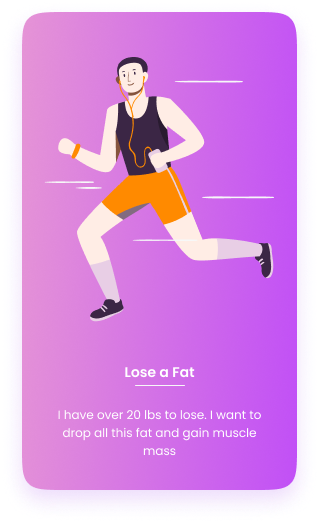 Lose a Fat
I have over 20 lbs to lose. I want to
drop all this fat and gain muscle
mass